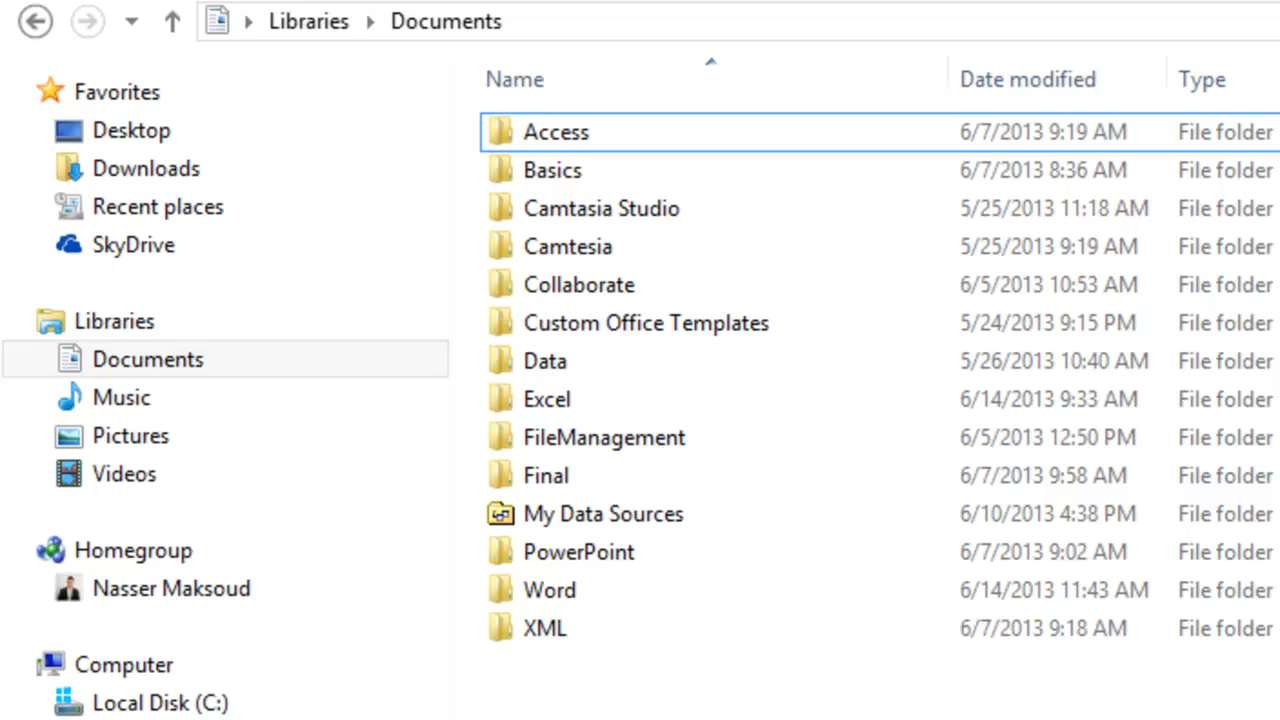 Libraries Documents
Name Date modified Type
Favorites
Desktop
Downloads
Recent places
SkyDrive
Libraries
Documents
Music
Pictures
Videos
Homegroup
Nasser Maksoud
Computer
Local Disk (C:)
Access 6/7/2013 9:19 AM File folder
Basics 6/7/2013 8:36 AM File folder
Camtasia Studio 5/25/2013 11:18 AM File folder
Camtesia 5/25/2013 9:19 AM File folder
Collaborate 6/5/2013 10:53 AM File folder
Custom Office Templates 5/24/2013 9:15 PM File folder
Data 5/26/2013 10:40 AM File folder
Excel 6/14/2013 9:33 AM File folder
FileManagement 6/5/2013 12:50 PM File folder
Final 6/7/2013 9:58 AM File folder
My Data Sources 6/10/2013 4:38 PM File folder
PowerPoint 6/7/2013 9:02 AM File folder
Word 6/14/2013 11:43 AM File folder
XML 6/7/2013 9:18 AM File folder